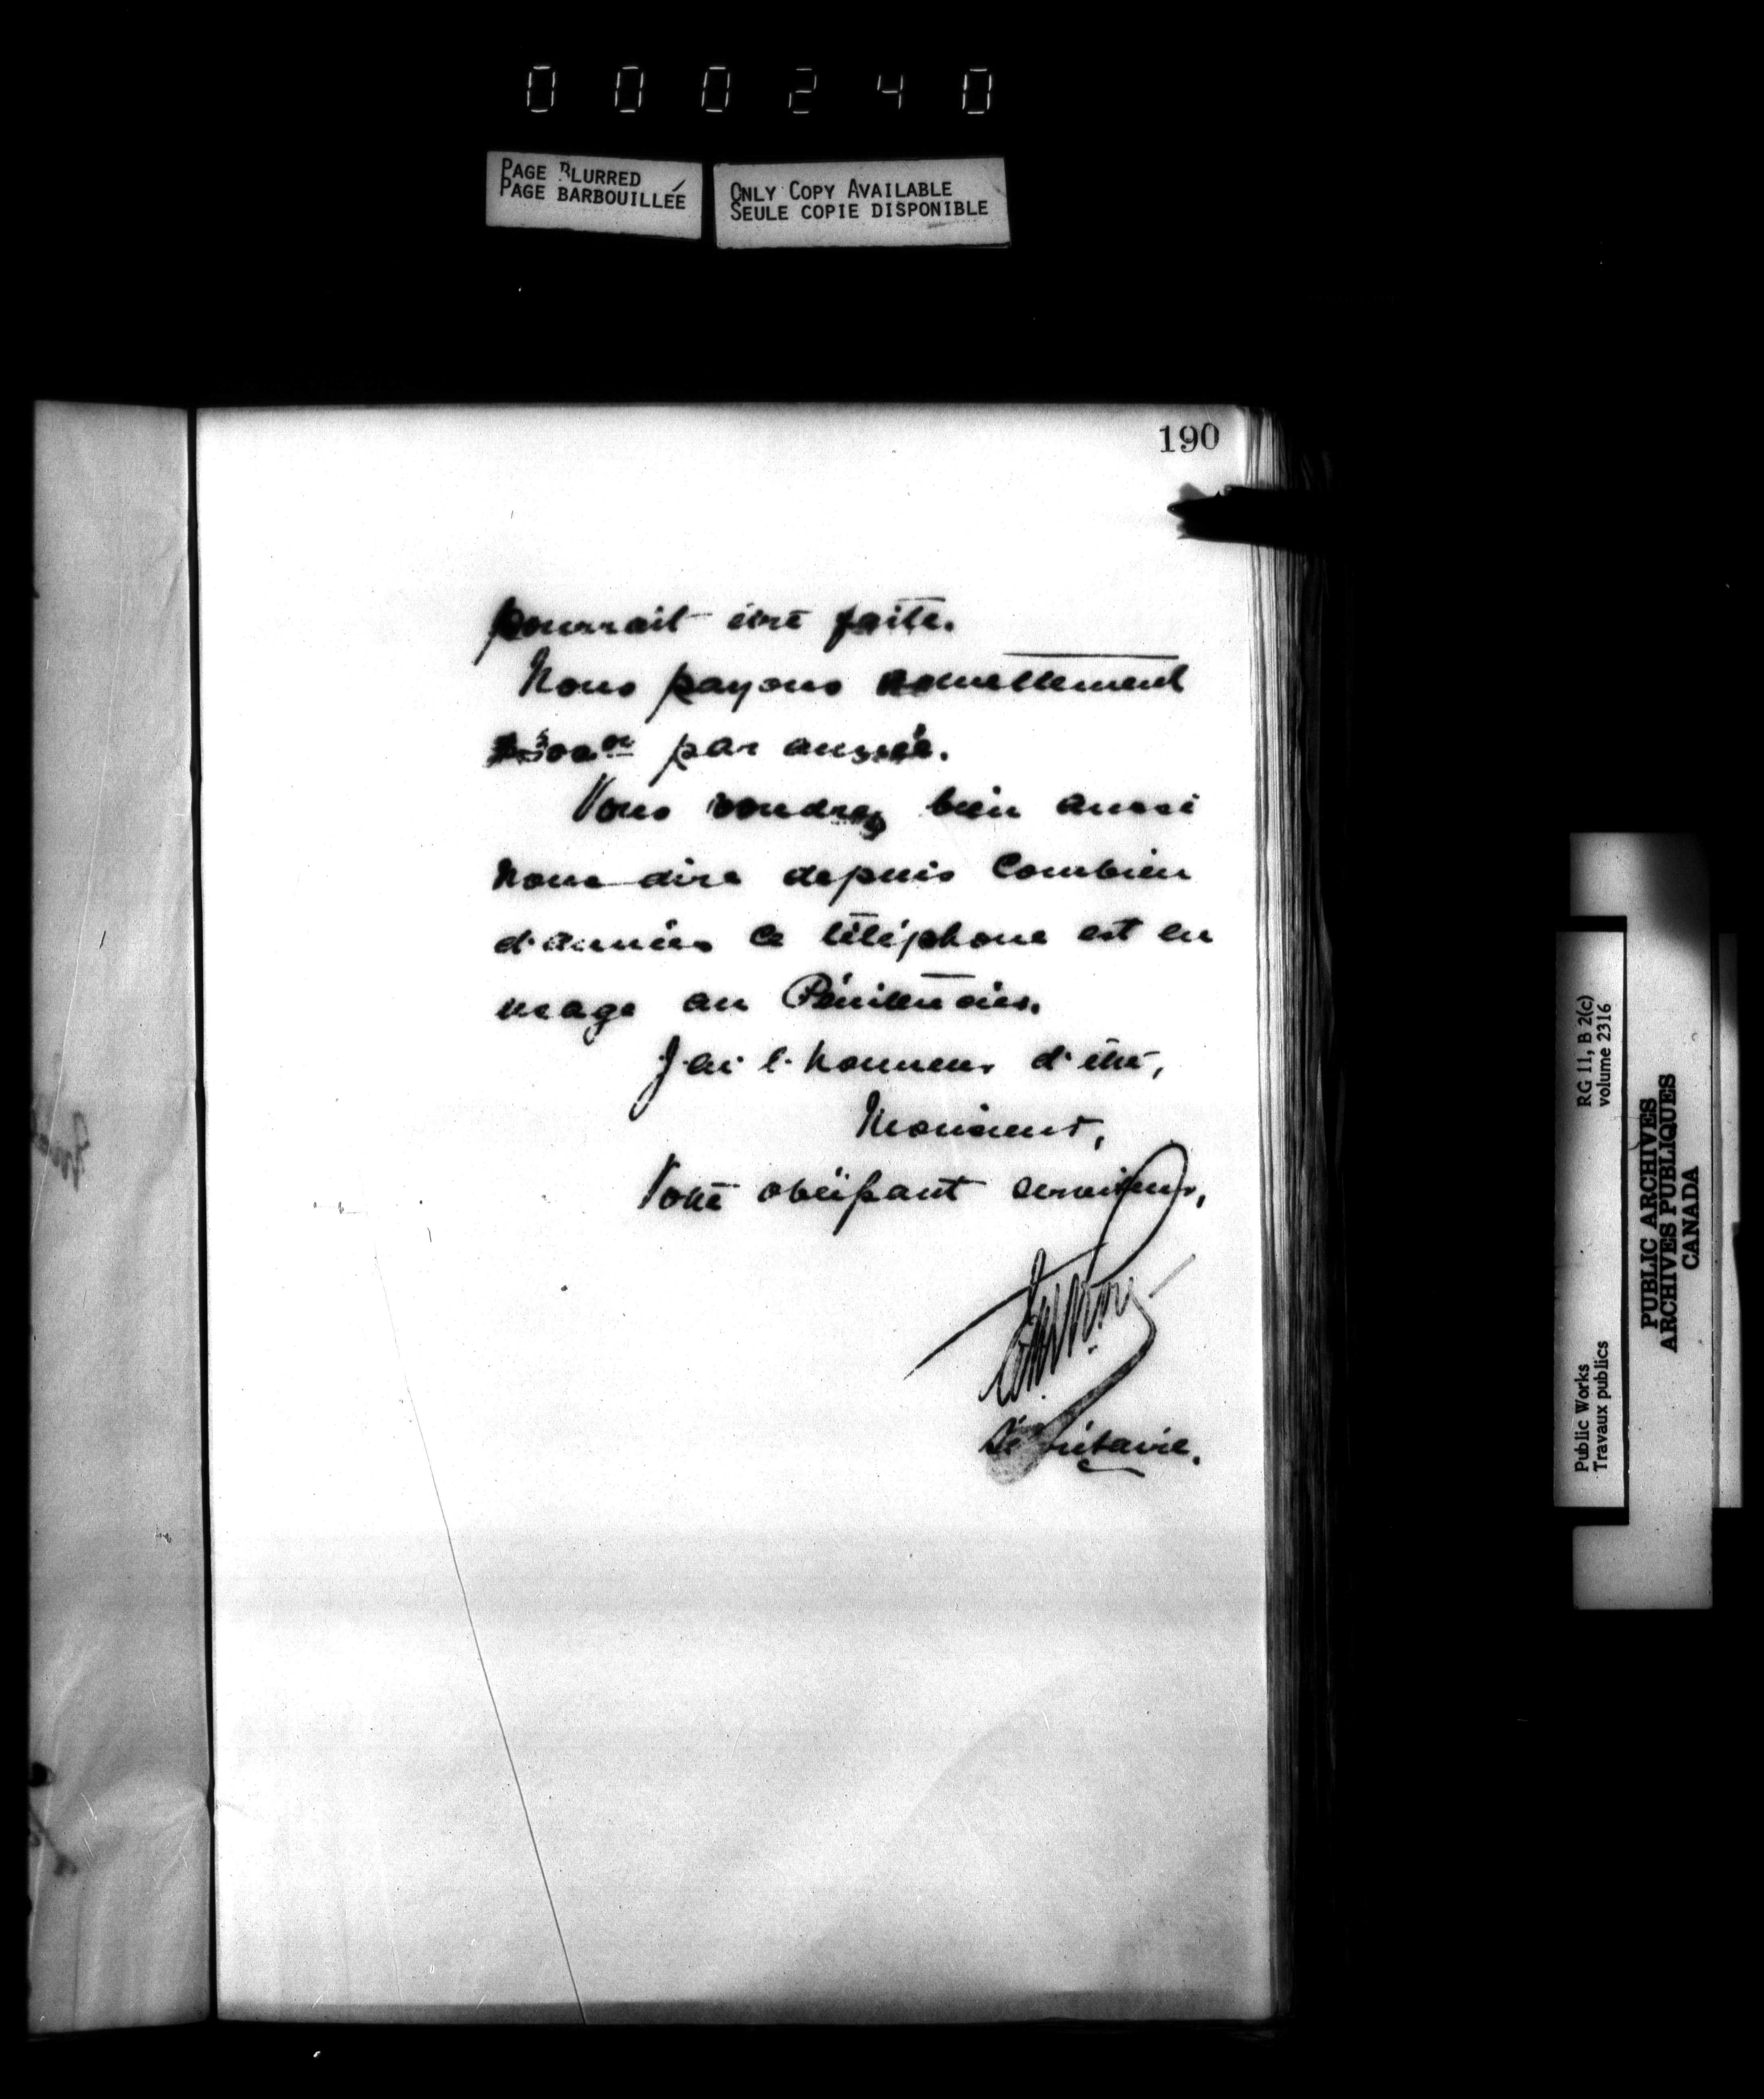 000240
PAGE BLURRED
PAGE BARBOUILLÉE
ONLY COPY AVAILABLE
SEULE COPIE DISPONIBLE
190
pourrait être faite.
Nous payons
par année.
Vous voudrez bien aussi
nous dire depuis Combien
d'années ce téléphone est en
usage au Pénitencier.
J'ai l'honneur d'être,
Monsieur,
Votre obéissant serviteur,
Secrétaire.
RG 11, B 2(c)
volume 2316
Public Works
Travaux publics
PUBLIC ARCHIVES
ARCHIVES PUBLIQUES
CANADA